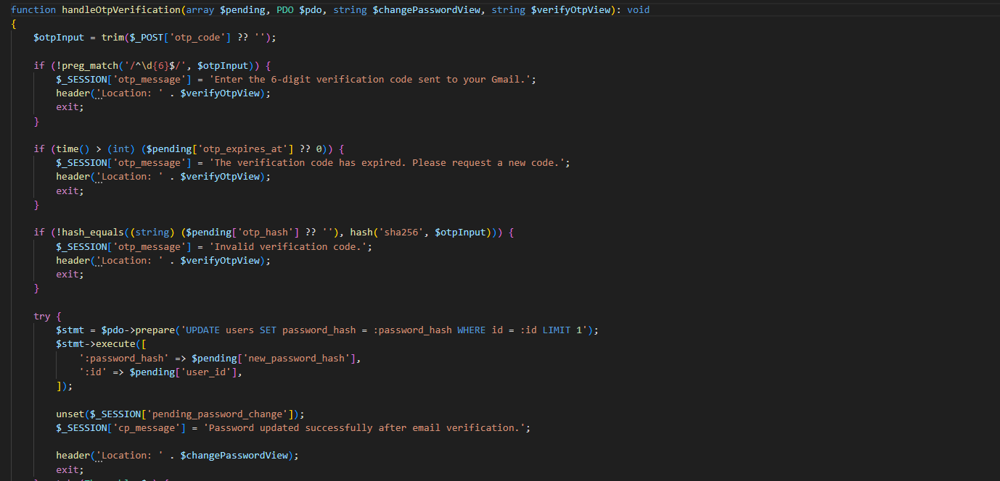 function handleOtpVerification(array $pending, PDO $pdo, string $changePasswordView, string $verifyOtpView): void
{
    $otpInput = trim($_POST['otp_code'] ?? '');

    if (!preg_match('/^\d{6}$/', $otpInput)) {
        $_SESSION['otp_message'] = 'Enter the 6-digit verification code sent to your Gmail.';
        header('Location: ' . $verifyOtpView);
        exit;
    }

    if (time() > (int) ($pending['otp_expires_at'] ?? 0)) {
        $_SESSION['otp_message'] = 'The verification code has expired. Please request a new code.';
        header('Location: ' . $verifyOtpView);
        exit;
    }

    if (!hash_equals((string) ($pending['otp_hash'] ?? ''), hash('sha256', $otpInput))) {
        $_SESSION['otp_message'] = 'Invalid verification code.';
        header('Location: ' . $verifyOtpView);
        exit;
    }

    try {
        $stmt = $pdo->prepare('UPDATE users SET password_hash = :password_hash WHERE id = :id LIMIT 1');
        $stmt->execute([
            ':password_hash' => $pending['new_password_hash'],
            ':id' => $pending['user_id'],
        ]);

        unset($_SESSION['pending_password_change']);
        $_SESSION['cp_message'] = 'Password updated successfully after email verification.';

        header('Location: ' . $changePasswordView);
        exit;